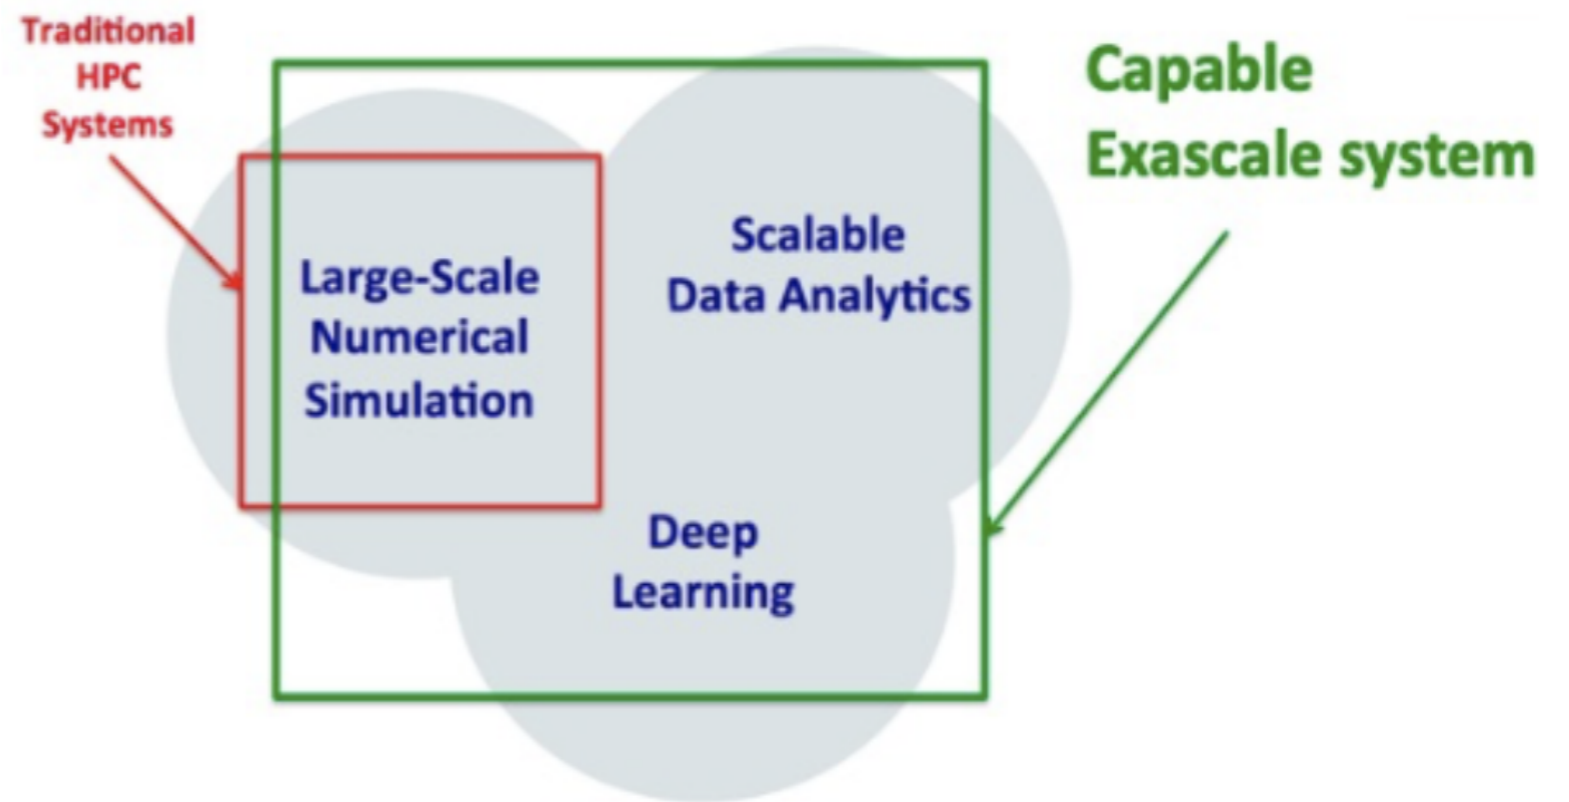 Traditional
HPC
Systems
Capable
Exascale system
Large-Scale
Numerical
Simulation
Scalable
Data Analytics
Deep
Learning